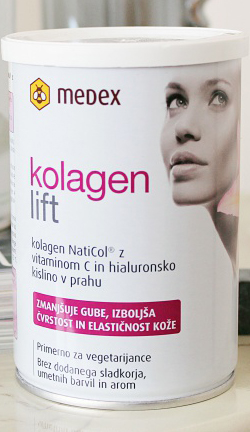 medex
kolagen
lift
kolagen NatiCol® z
vitaminom C in hialuronsko
kislino v prahu
ZMANJŠUJE GUBE, IZBOLJŠA
ČVRSTOST IN ELASTIČNOST KOŽE
Primerno za vegetarijance
Brez dodanega sladkorja,
umetnih barvil in arom